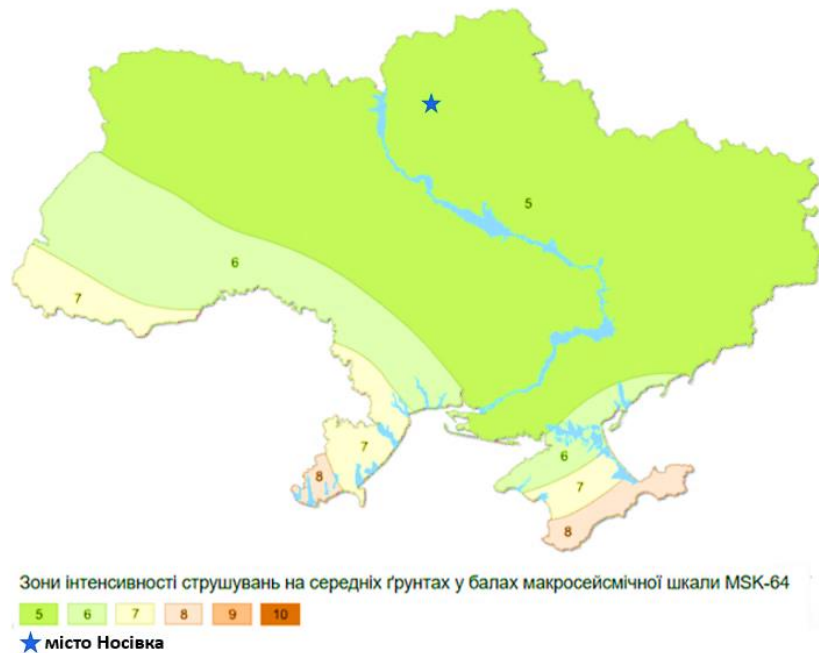 5
6
7
7
8
6
7
8
Зони інтенсивності струшувань на середніх ґрунтах у балах макросейсмічної шкали MSK-64
5 6 7 8 9 10
місто Носівка